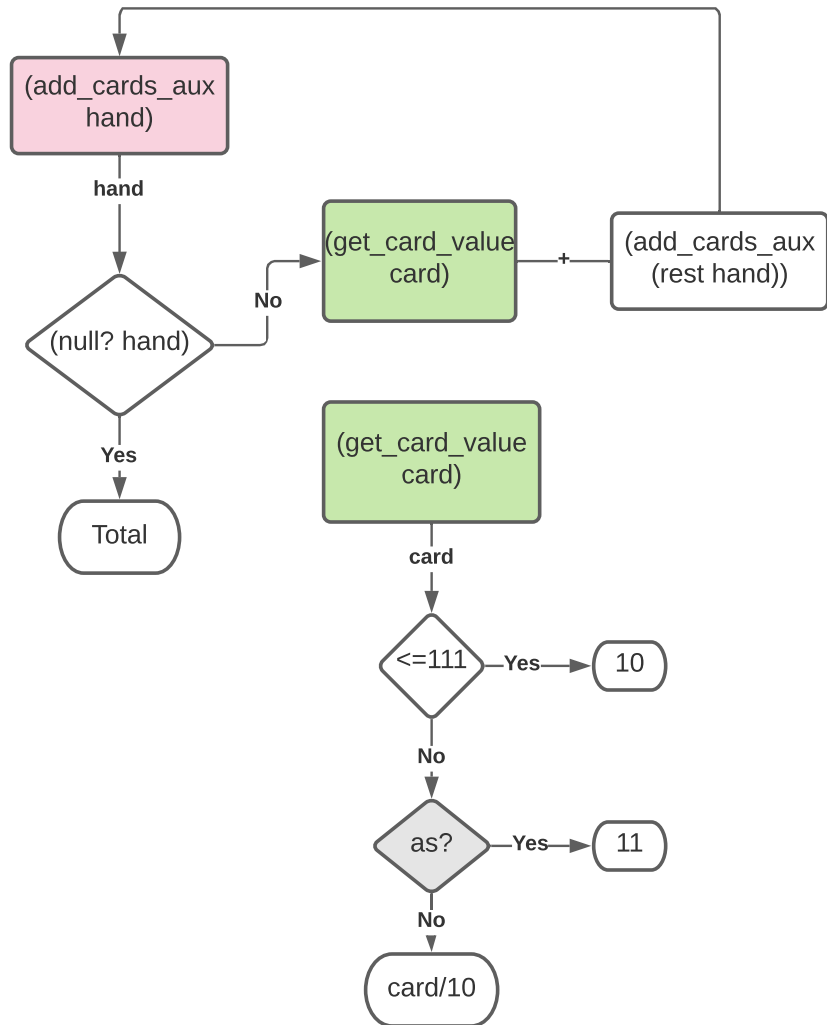 (add_cards_aux
hand)
hand
(null? hand)
No
Yes
Total
(get_card_value
card)
+
(add_cards_aux
(rest hand))
(get_card_value
card)
card
<=111
Yes
10
No
as?
Yes
11
No
card/10